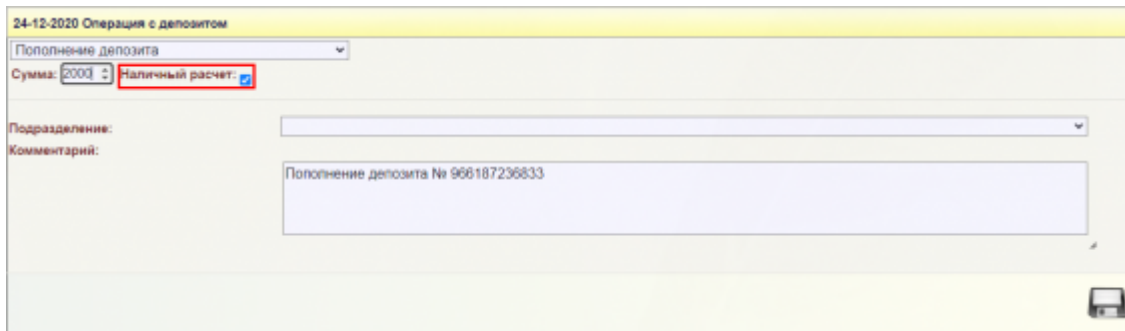 24-12-2020 Операция с депозитом
Пополнение депозита
Сумма: 2000 Наличный расчет:
Подразделение:
Комментарий:
Пополнение депозита № 966187236833